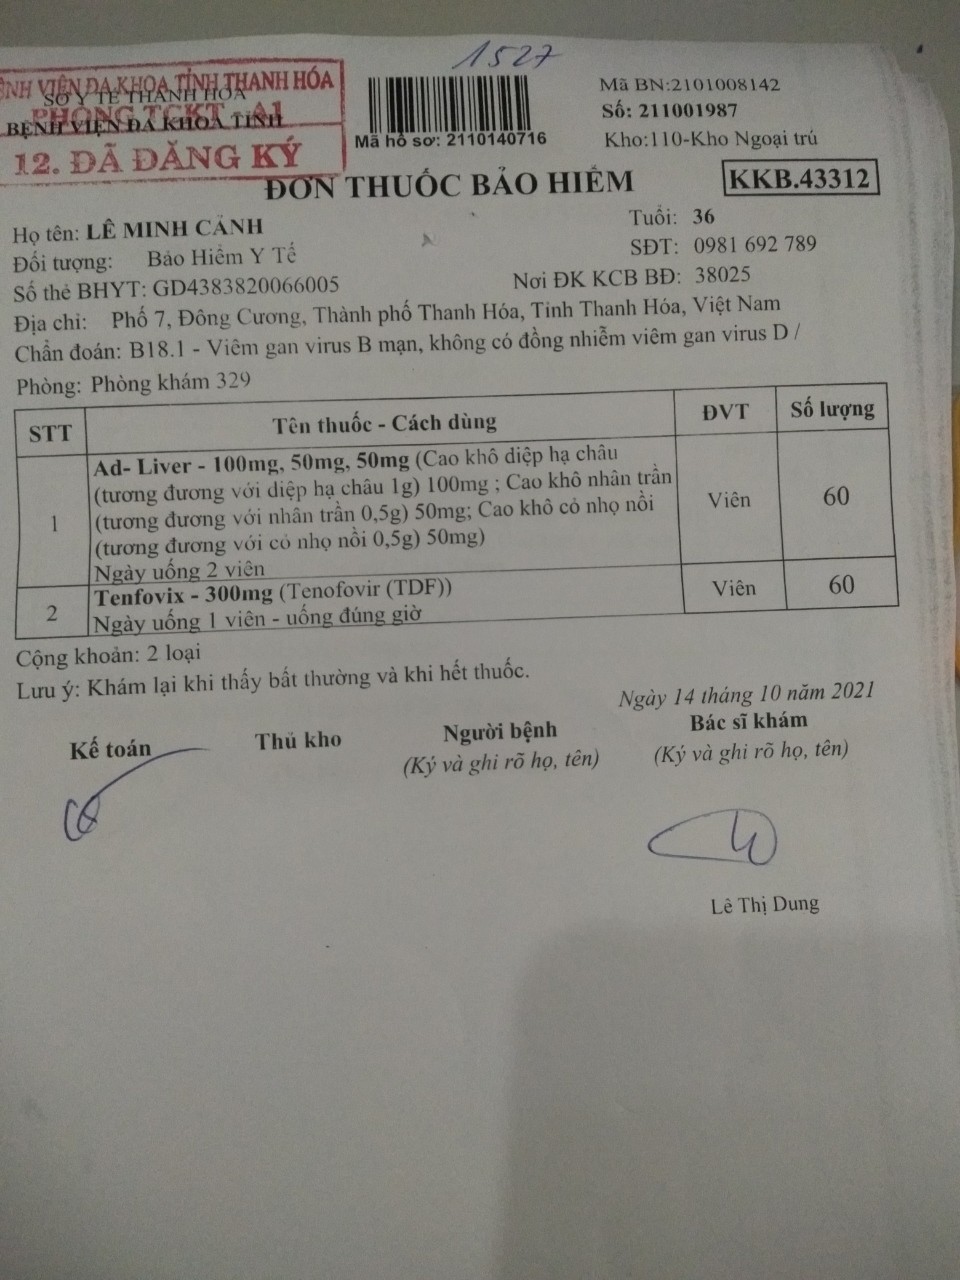 1527
BỆNH VIỆN ĐA KHOA TỈNH THANH HÓA
PHÒNG TCKT - A1
12. ĐÃ ĐĂNG KÝ
SỞ Y TẾ THANH HÓA
BỆNH VIỆN ĐA KHOA TỈNH
Mã hồ sơ: 2110140716
Mã BN:2101008142
Số: 211001987
Kho:110-Kho Ngoại trú
ĐƠN THUỐC BẢO HIỂM
KKB.43312
Họ tên: LÊ MINH CẢNH Tuổi: 36
Đối tượng: Bảo Hiểm Y Tế SĐT: 0981 692 789
Số thẻ BHYT: GD4383820066005 Nơi ĐK KCB BĐ: 38025
Địa chỉ: Phố 7, Đông Cương, Thành phố Thanh Hóa, Tỉnh Thanh Hóa, Việt Nam
Chẩn đoán: B18.1 - Viêm gan virus B mạn, không có đồng nhiễm viêm gan virus D /
Phòng: Phòng khám 329
STT Tên thuốc - Cách dùng ĐVT Số lượng
1 Ad- Liver - 100mg, 50mg, 50mg (Cao khô diệp hạ châu
(tương đương với diệp hạ châu 1g) 100mg ; Cao khô nhân trần
(tương đương với nhân trần 0,5g) 50mg; Cao khô cỏ nhọ nồi
(tương đương với cỏ nhọ nồi 0,5g) 50mg)
Ngày uống 2 viên
Viên 60
2 Tenfovix - 300mg (Tenofovir (TDF))
Ngày uống 1 viên - uống đúng giờ
Viên 60
Cộng khoản: 2 loại
Lưu ý: Khám lại khi thấy bất thường và khi hết thuốc.
Ngày 14 tháng 10 năm 2021
Kế toán Thủ kho Người bệnh Bác sĩ khám
(Ký và ghi rõ họ, tên) (Ký và ghi rõ họ, tên)
Lê Thị Dung